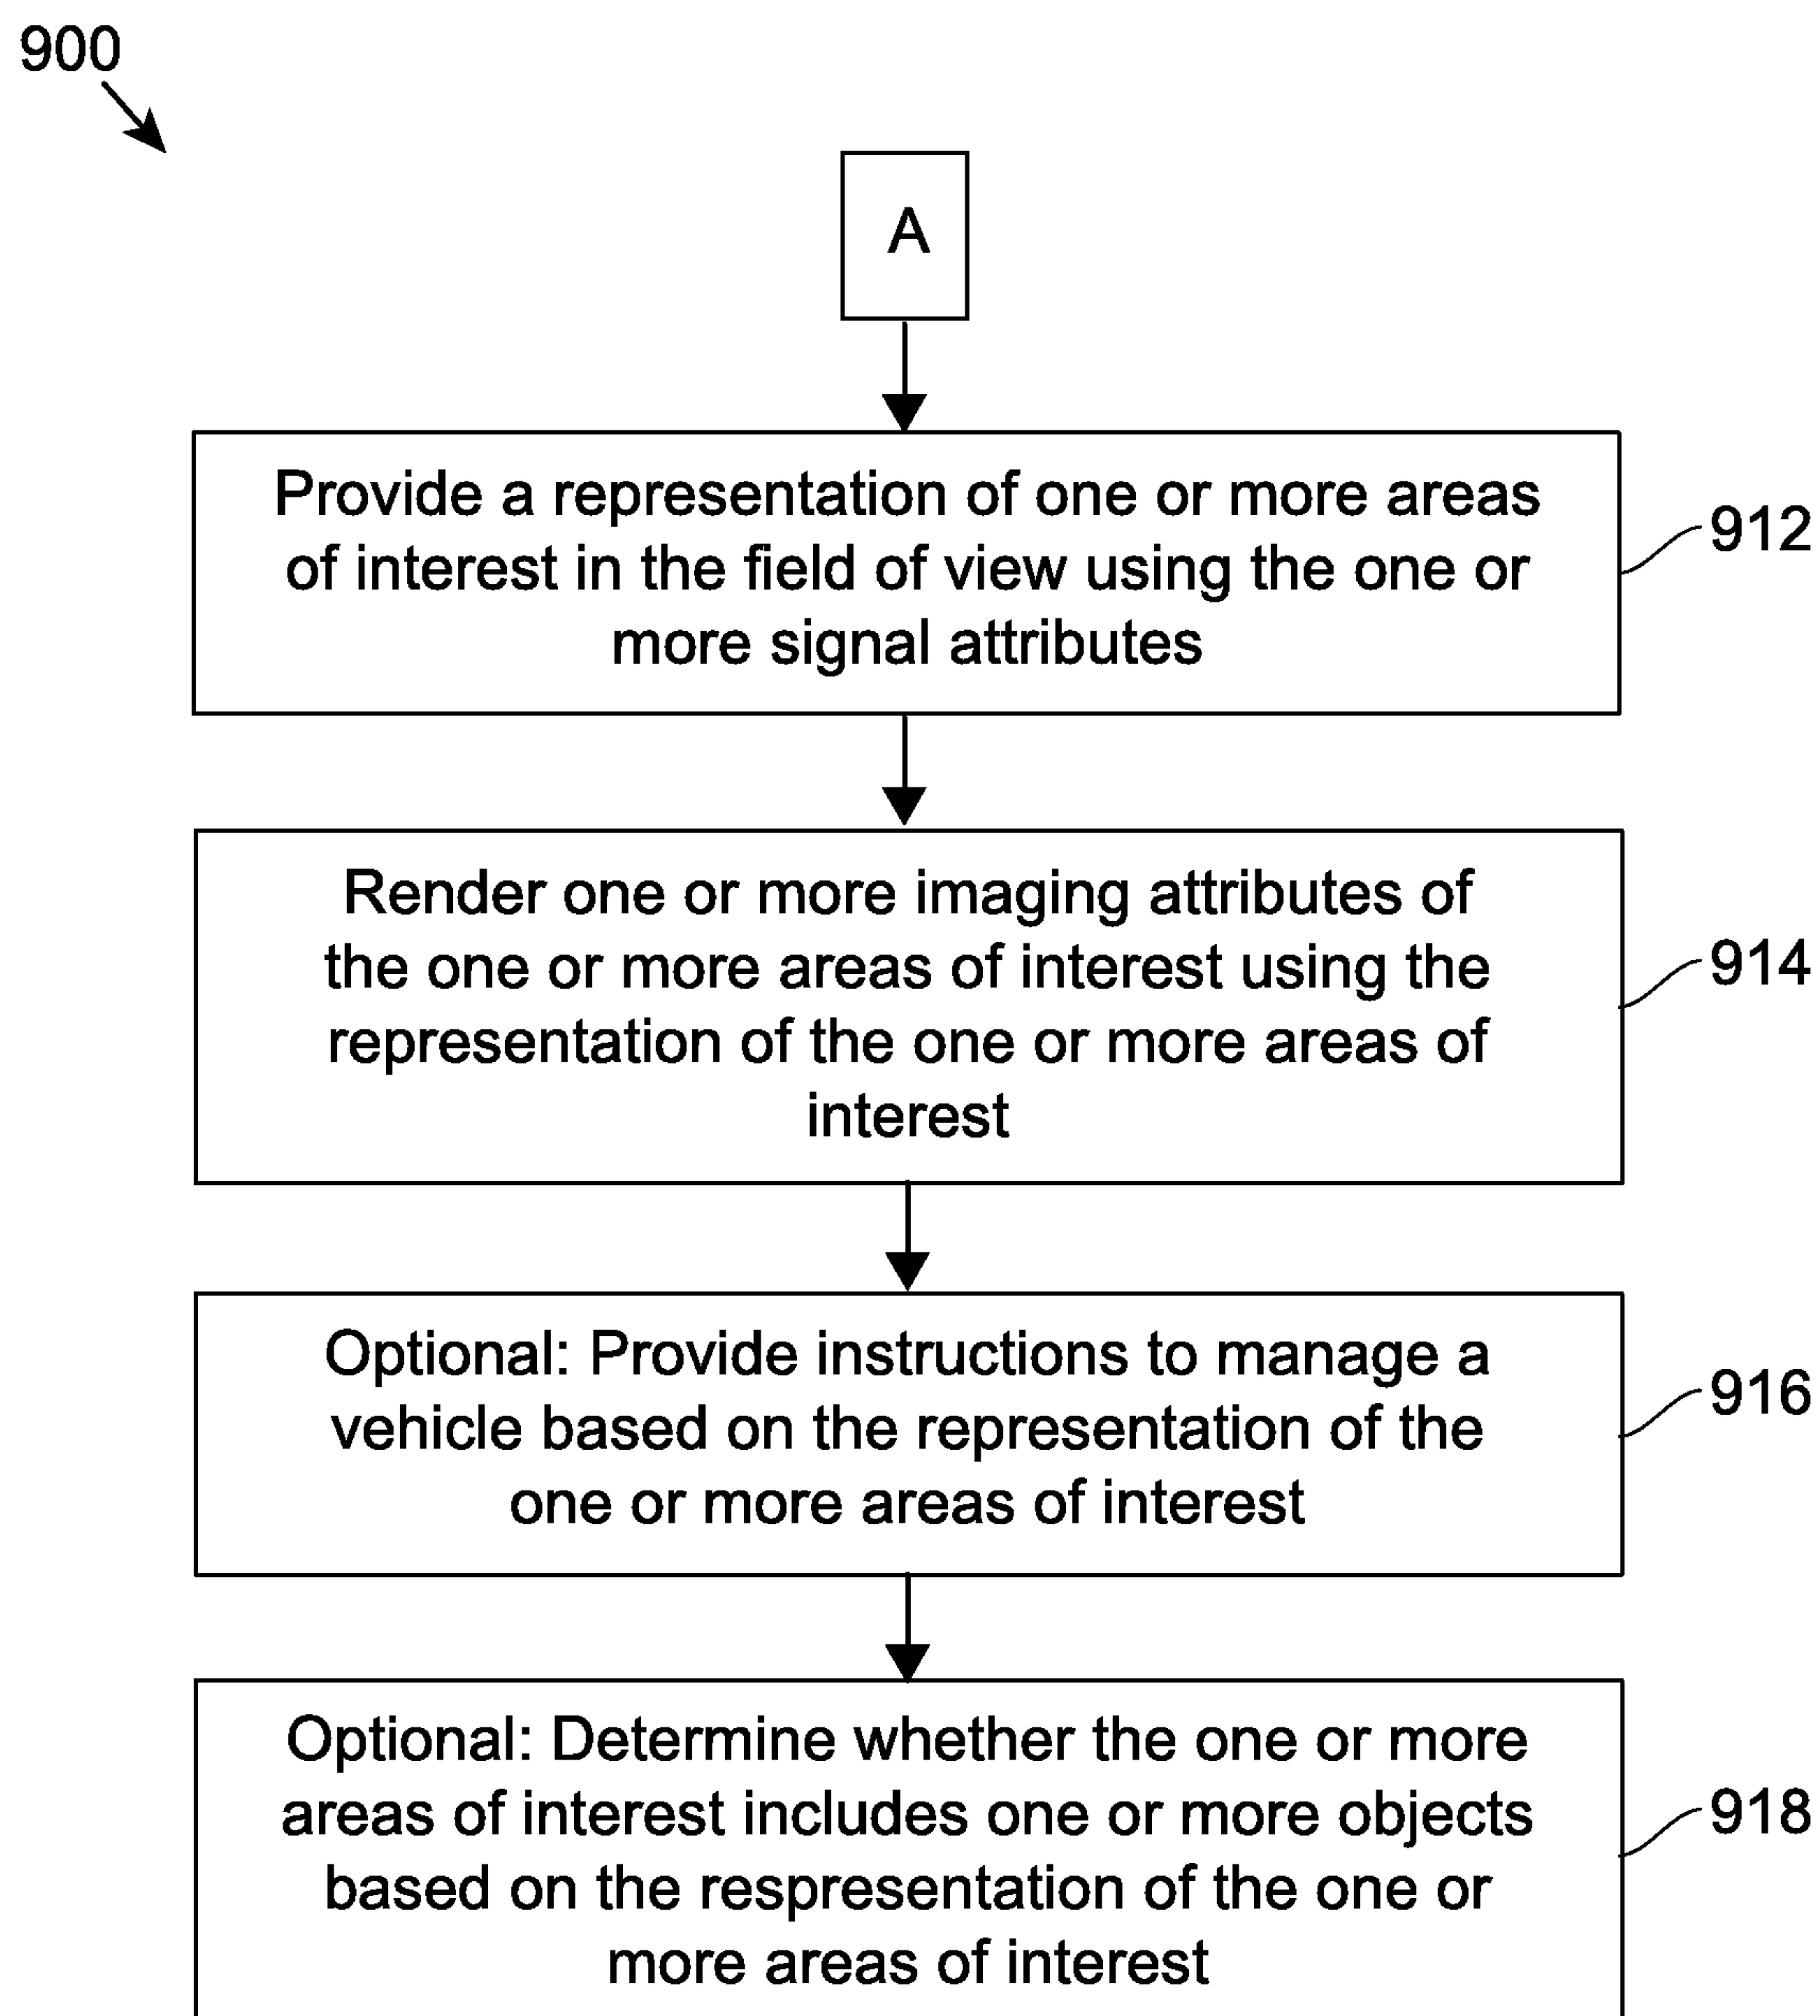 900
A
Provide a representation of one or more areas
of interest in the field of view using the one or
more signal attributes
912
Render one or more imaging attributes of
the one or more areas of interest using the
representation of the one or more areas of
interest
914
Optional: Provide instructions to manage a
vehicle based on the representation of the
one or more areas of interest
916
Optional: Determine whether the one or more
areas of interest includes one or more objects
based on the respresentation of the one or
more areas of interest
918